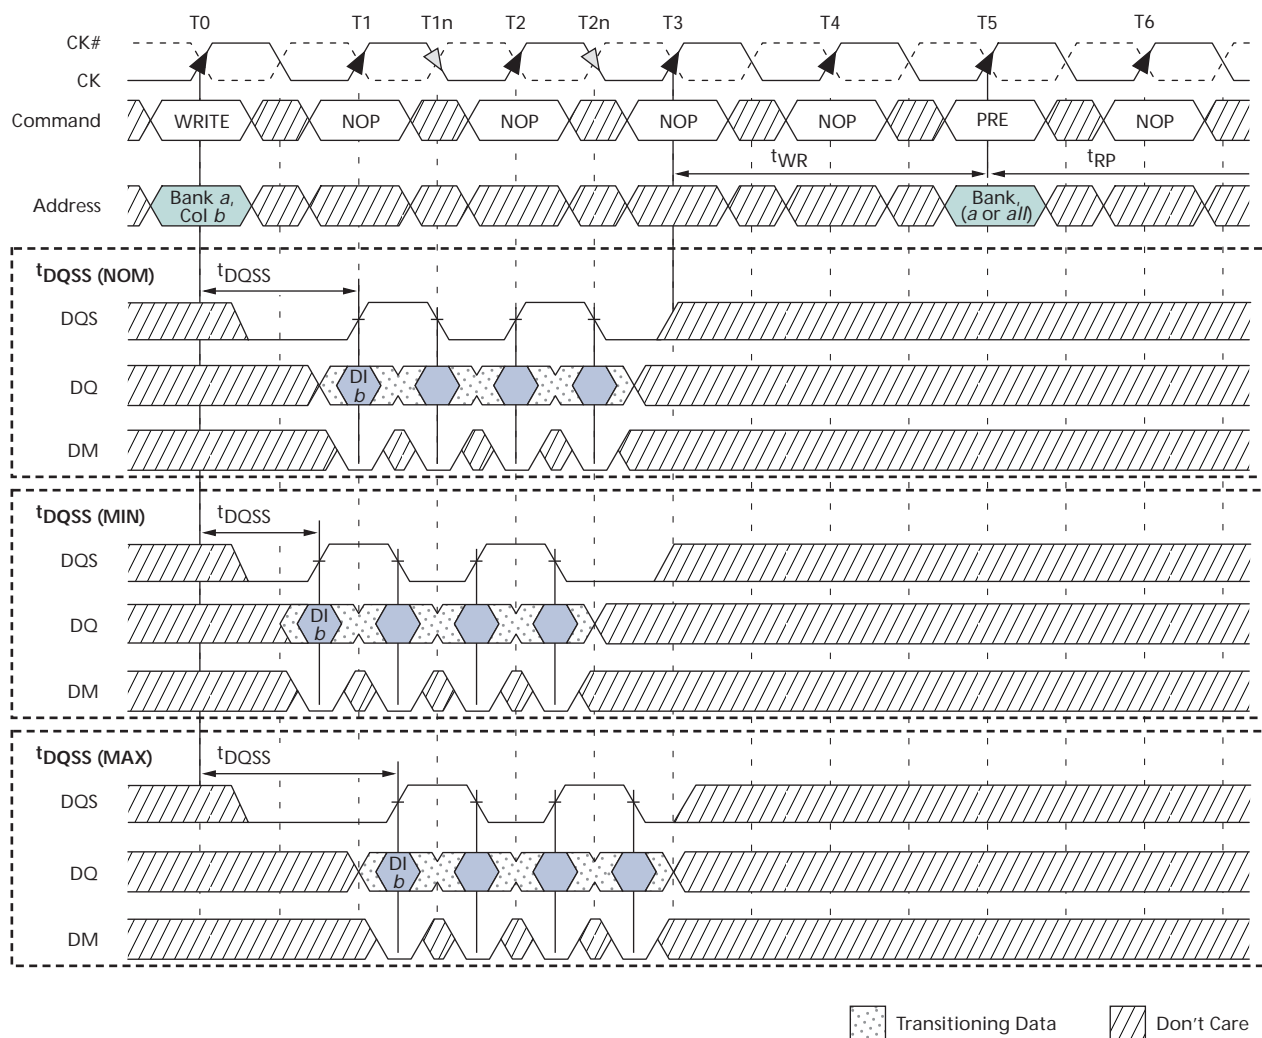 T0 T1 T1n T2 T2n T3 T4 T5 T6
CK#
CK
Command WRITE NOP NOP NOP NOP PRE NOP
tWR tRP
Address Bank a, Col b Bank, (a or all)
tDQSS (NOM) tDQSS
DQS
DQ DI b
DM
tDQSS (MIN) tDQSS
DQS
DQ DI b
DM
tDQSS (MAX) tDQSS
DQS
DQ DI b
DM
Transitioning Data Don't Care